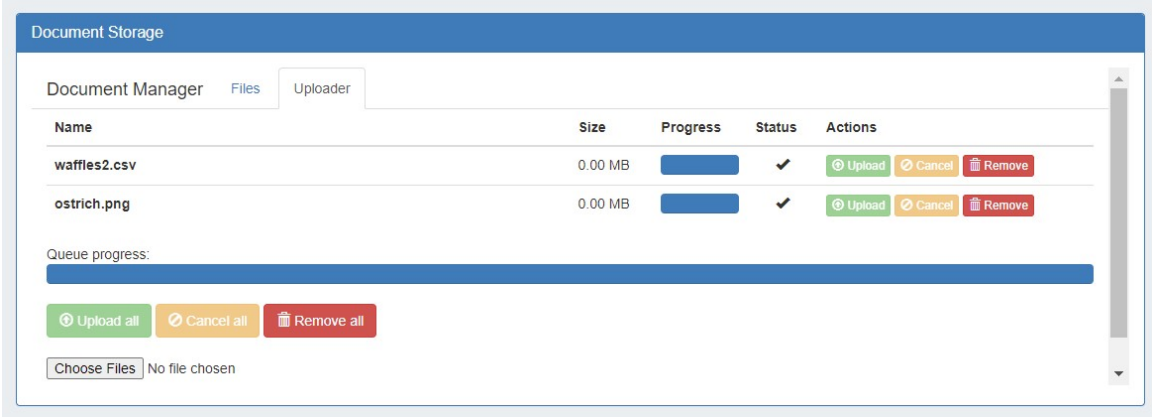 Document Storage
Document Manager Files Uploader
Name Size Progress Status Actions
waffles2.csv 0.00 MB Upload Cancel Remove
ostrich.png 0.00 MB Upload Cancel Remove
Queue progress:
Upload all Cancel all Remove all
Choose Files No file chosen